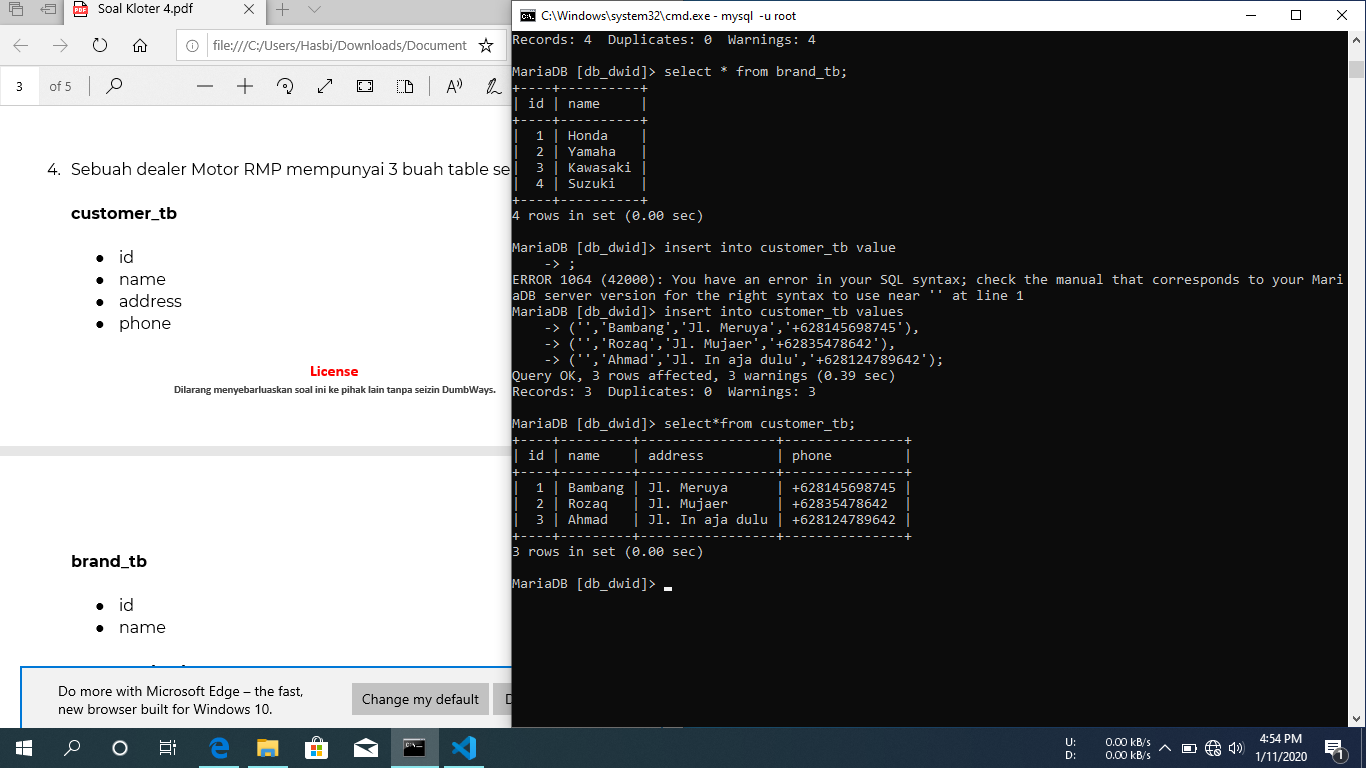 Soal Kloter 4.pdf
file:///C:/Users/Hasbi/Downloads/Document
3 of 5
4. Sebuah dealer Motor RMP mempunyai 3 buah table se
customer_tb
● id
● name
● address
● phone
License
Dilarang menyebarluaskan soal ini ke pihak lain tanpa seizin DumbWays.
brand_tb
● id
● name
Do more with Microsoft Edge – the fast,
new browser built for Windows 10.
Change my default
C:\Windows\system32\cmd.exe - mysql  -u root
Records: 4  Duplicates: 0  Warnings: 4
MariaDB [db_dwid]> select * from brand_tb;
+----+----------+
| id | name     |
+----+----------+
|  1 | Honda    |
|  2 | Yamaha   |
|  3 | Kawasaki |
|  4 | Suzuki   |
+----+----------+
4 rows in set (0.00 sec)
MariaDB [db_dwid]> insert into customer_tb value
    -> ;
ERROR 1064 (42000): You have an error in your SQL syntax; check the manual that corresponds to your Mari
aDB server version for the right syntax to use near '' at line 1
MariaDB [db_dwid]> insert into customer_tb values
    -> ('','Bambang','Jl. Meruya','+628145698745'),
    -> ('','Rozaq','Jl. Mujaer','+62835478642'),
    -> ('','Ahmad','Jl. In aja dulu','+628124789642');
Query OK, 3 rows affected, 3 warnings (0.39 sec)
Records: 3  Duplicates: 0  Warnings: 3
MariaDB [db_dwid]> select*from customer_tb;
+----+---------+-----------------+---------------+
| id | name    | address         | phone         |
+----+---------+-----------------+---------------+
|  1 | Bambang | Jl. Meruya      | +628145698745 |
|  2 | Rozaq   | Jl. Mujaer      | +62835478642  |
|  3 | Ahmad   | Jl. In aja dulu | +628124789642 |
+----+---------+-----------------+---------------+
3 rows in set (0.00 sec)
MariaDB [db_dwid]> _
U: 0.00 kB/s
D: 0.00 kB/s
4:54 PM
1/11/2020
1